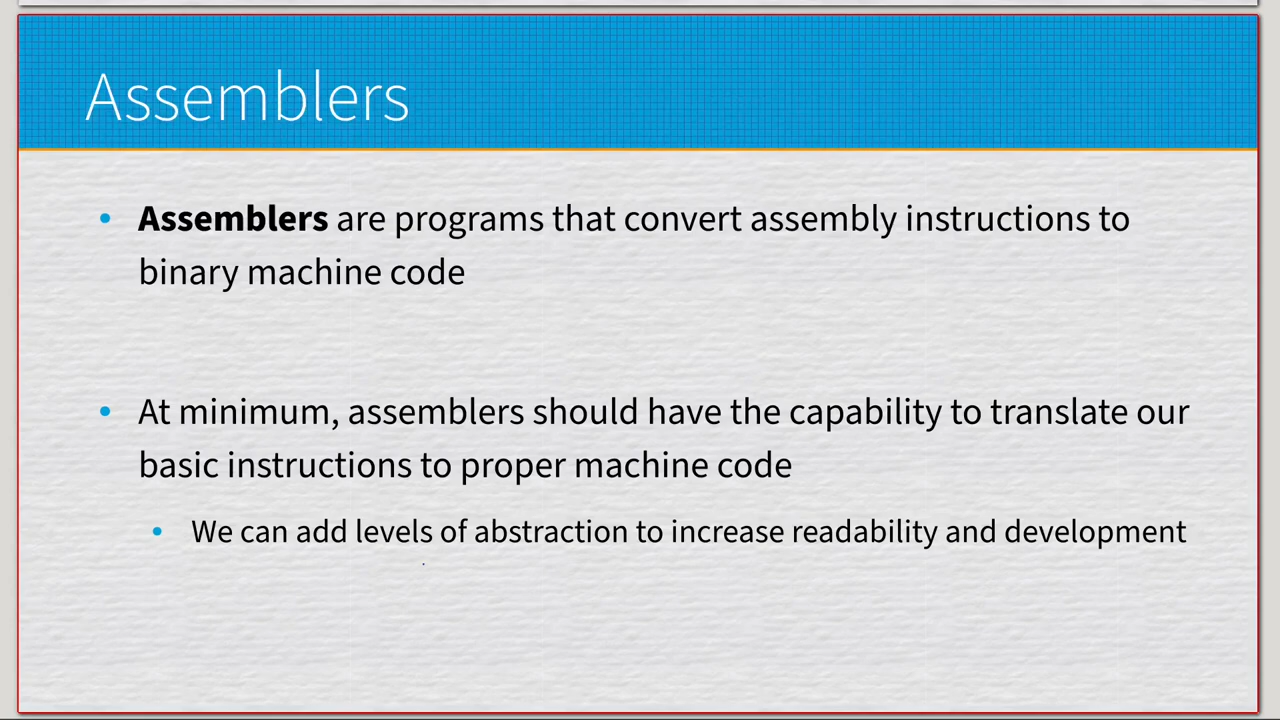 Assemblers
• Assemblers are programs that convert assembly instructions to
binary machine code
• At minimum, assemblers should have the capability to translate our
basic instructions to proper machine code
• We can add levels of abstraction to increase readability and development